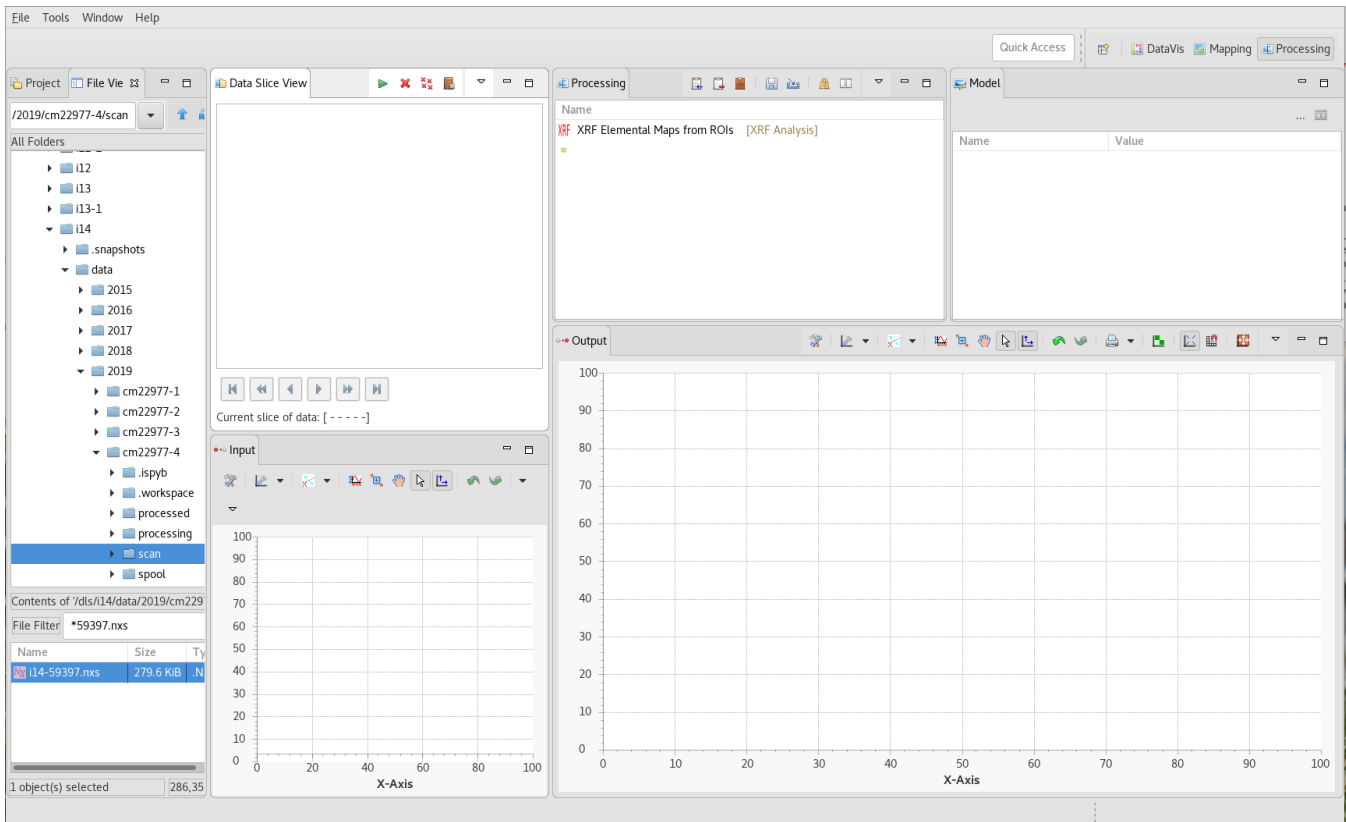 File Tools Window Help
Quick Access DataVis Mapping Processing
Project File Vie
/2019/cm22977-4/scan
All Folders
i12
i13
i13-1
i14
.snapshots
data
2015
2016
2017
2018
2019
cm22977-1
cm22977-2
cm22977-3
cm22977-4
.ispyb
.workspace
processed
processing
scan
spool
Contents of '/dls/i14/data/2019/cm229
File Filter *59397.nxs
Name Size Ty
i14-59397.nxs 279.6 KiB .N
1 object(s) selected 286,35
Data Slice View
Current slice of data: [ - - - - -]
Input
100
90
80
70
60
50
40
30
20
10
0
0 20 40 60 80 100
X-Axis
Processing
Name
XRF XRF Elemental Maps from ROIs [XRF Analysis]
*
Model
...
Name Value
Output
100
90
80
70
60
50
40
30
20
10
0
0 10 20 30 40 50 60 70 80 90 100
X-Axis